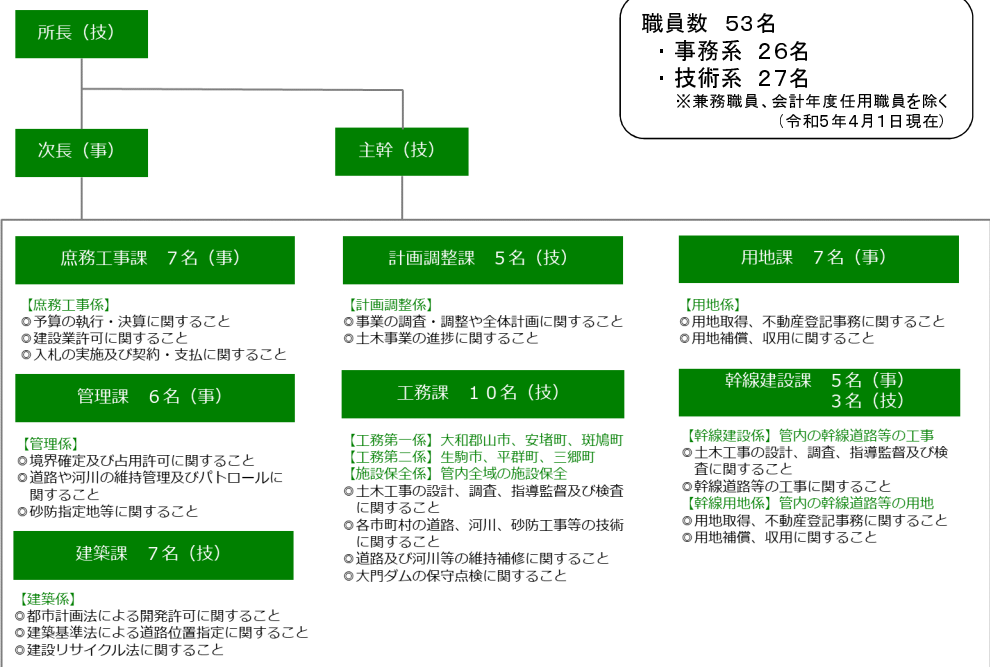 所長（技）
職員数　53名
・事務系　26名
・技術系　27名
※兼務職員、会計年度任用職員を除く
（令和5年4月1日現在）
次長（事）
主幹（技）
庶務工事課　7名（事）
【庶務工事係】
◎予算の執行・決算に関すること
◎建設業許可に関すること
◎入札の実施及び契約・支払に関すること
管理課　6名（事）
【管理係】
◎境界確定及び占用許可に関すること
◎道路や河川の維持管理及びパトロールに
関すること
◎砂防指定地等に関すること
建築課　7名（技）
【建築係】
◎都市計画法による開発許可に関すること
◎建築基準法による道路位置指定に関すること
◎建設リサイクル法に関すること
計画調整課　5名（技）
【計画調整係】
◎事業の調査・調整や全体計画に関すること
◎土木事業の進捗に関すること
工務課　10名（技）
【工務第一係】大和郡山市、安堵町、斑鳩町
【工務第二係】生駒市、平群町、三郷町
【施設保全係】管内全域の施設保全
◎土木工事の設計、調査、指導監督及び検査
に関すること
◎各市町村の道路、河川、砂防工事等の技術
に関すること
◎道路及び河川等の維持補修に関すること
◎大門ダムの保守点検に関すること
用地課　7名（事）
【用地係】
◎用地取得、不動産登記事務に関すること
◎用地補償、収用に関すること
幹線建設課　5名（事）
3名（技）
【幹線建設係】管内の幹線道路等の工事
◎土木工事の設計、調査、指導監督及び検
査に関すること
◎幹線道路等の工事に関すること
【幹線用地係】管内の幹線道路等の用地
◎用地取得、不動産登記事務に関すること
◎用地補償、収用に関すること